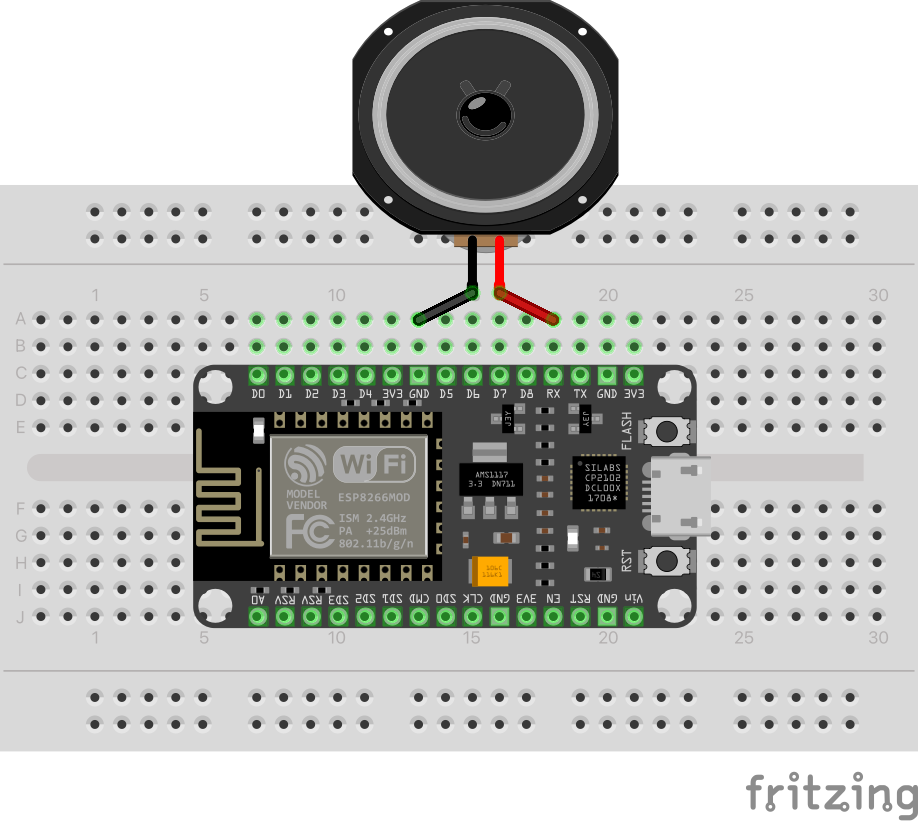 1 5 10 20 25 30
A
B
C
D0 D1 D2 D3 D4 3V3 GND D5 D6 D7 D8 RX TX GND 3V3
D
E
FLASH
J3Y J3Y
WiFi
MODEL
VENDOR
ESP8266MOD
FC
ISM 2.4GHz
PA +25dBm
802.11b/g/n
AMS1117
3.3 DN711
SILABS
CP2102
DCL00X
1708*
F
G
H
RST
I
A0 RSV RSV SD3 SD2 SD1 CMD SD0 CLK GND 3V3 EN RST GND Vin
J
1 5 10 15 20 25 30
fritzing